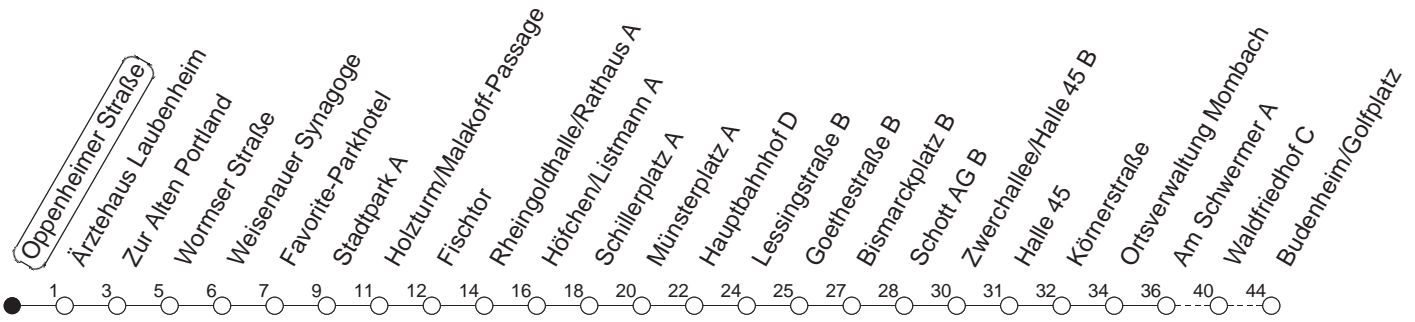 Oppenheimer Straße
Ärztehaus Laubenheim
Zur Alten Portland
Wormser Straße
Weisenauer Synagoge
Favorite-Parkhotel
Stadtpark A
Holzturm/Malakoff-Passage
Fischtor
Rheingoldhalle/Rathaus A
Höfchen/Listmann A
Schillerplatz A
Münsterplatz A
Hauptbahnhof D
Lessingstraße B
Goethestraße B
Bismarckplatz B
Schott AG B
Zwerchallee/Halle 45 B
Halle 45
Körnerstraße
Ortsverwaltung Mombach
Am Schwermer A
Waldfriedhof C
Budenheim/Golfplatz
1 3 5 6 7 9 11 12 14 16 18 20 22 24 25 27 28 30 31 32 34 36 40 44